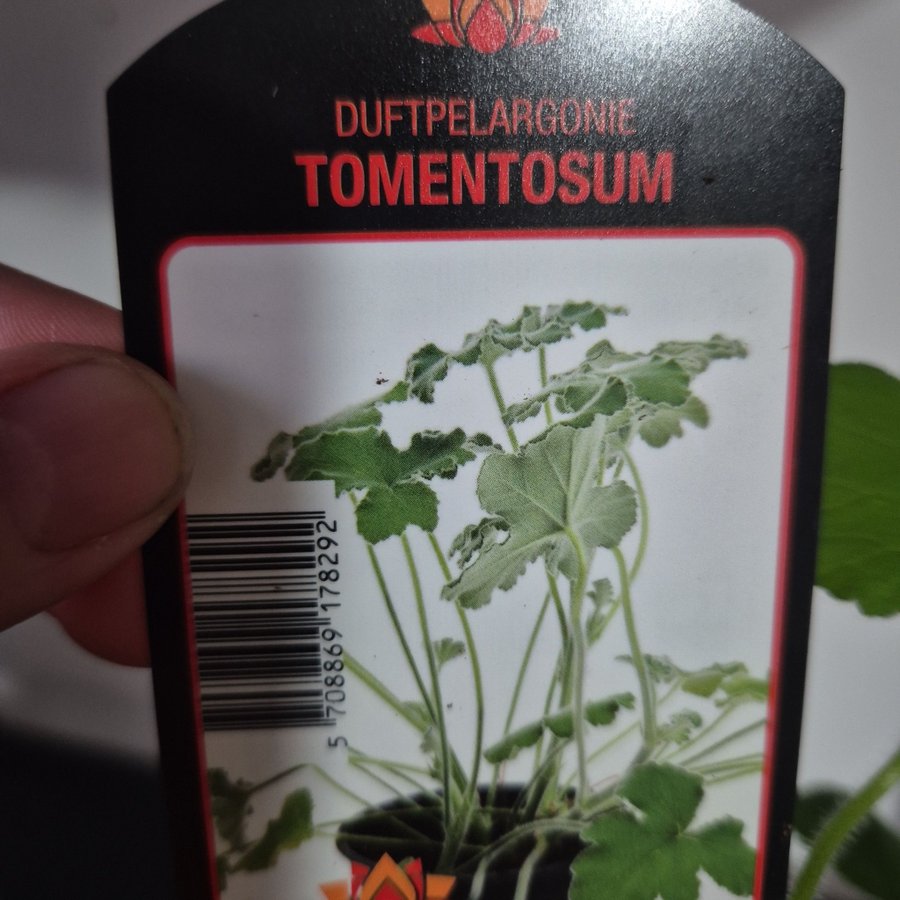 DUFTPELARGONIE
TOMENTOSUM
5 708869 178292